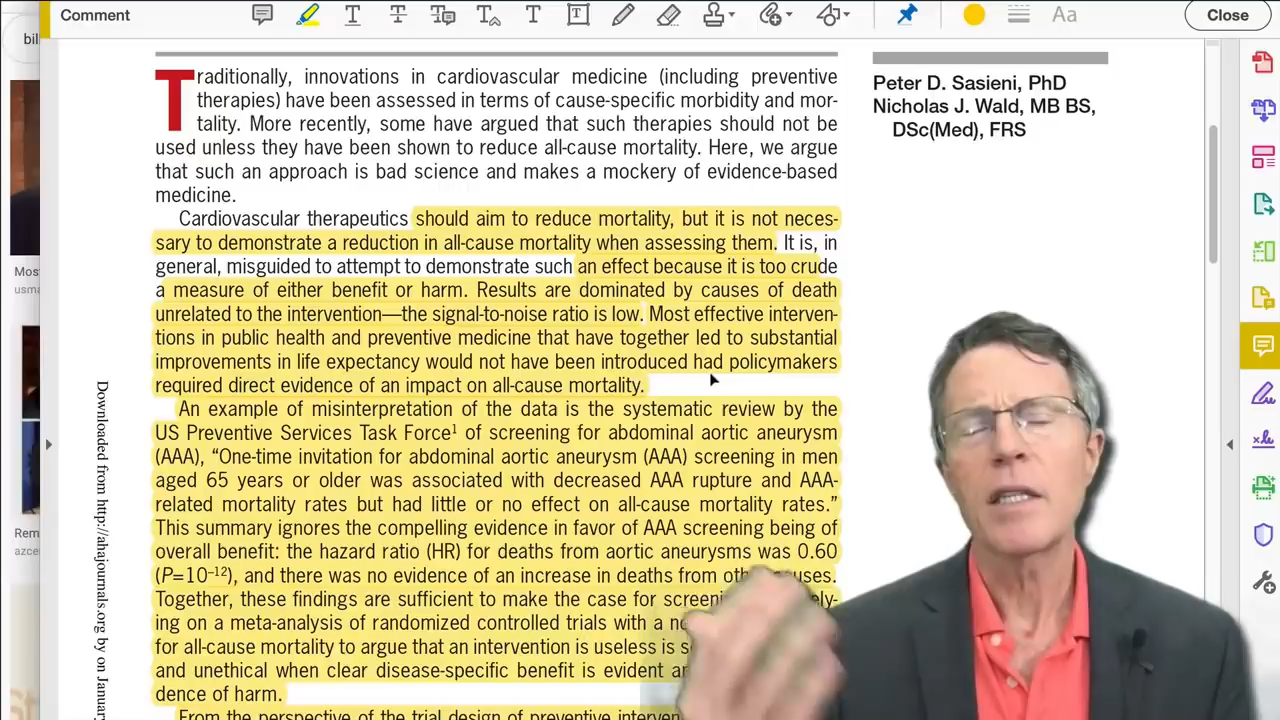 Comment
Aa
Close
bil
Traditionally, innovations in cardiovascular medicine (including preventive
therapies) have been assessed in terms of cause-specific morbidity and mor-
tality. More recently, some have argued that such therapies should not be
used unless they have been shown to reduce all-cause mortality. Here, we argue
that such an approach is bad science and makes a mockery of evidence-based
medicine.
Cardiovascular therapeutics should aim to reduce mortality, but it is not neces-
sary to demonstrate a reduction in all-cause mortality when assessing them. It is, in
general, misguided to attempt to demonstrate such an effect because it is too crude
a measure of either benefit or harm. Results are dominated by causes of death
unrelated to the intervention—the signal-to-noise ratio is low. Most effective interven-
tions in public health and preventive medicine that have together led to substantial
improvements in life expectancy would not have been introduced had policymakers
required direct evidence of an impact on all-cause mortality.
An example of misinterpretation of the data is the systematic review by the
US Preventive Services Task Force¹ of screening for abdominal aortic aneurysm
(AAA), “One-time invitation for abdominal aortic aneurysm (AAA) screening in men
aged 65 years or older was associated with decreased AAA rupture and AAA-
related mortality rates but had little or no effect on all-cause mortality rates.”
This summary ignores the compelling evidence in favor of AAA screening being of
overall benefit: the hazard ratio (HR) for deaths from aortic aneurysms was 0.60
(P=10⁻¹²), and there was no evidence of an increase in deaths from
Together, these findings are sufficient to make the case for
ing on a meta-analysis of randomized controlled trials with a
for all-cause mortality to argue that an intervention is useless is
and unethical when clear disease-specific benefit is evident
dence of harm.
From the perspective of the trial design of preventive
Peter D. Sasieni, PhD
Nicholas J. Wald, MB BS,
DSc(Med), FRS
Most
usma
Rem
azce
Downloaded from http://ahajournals.org by on